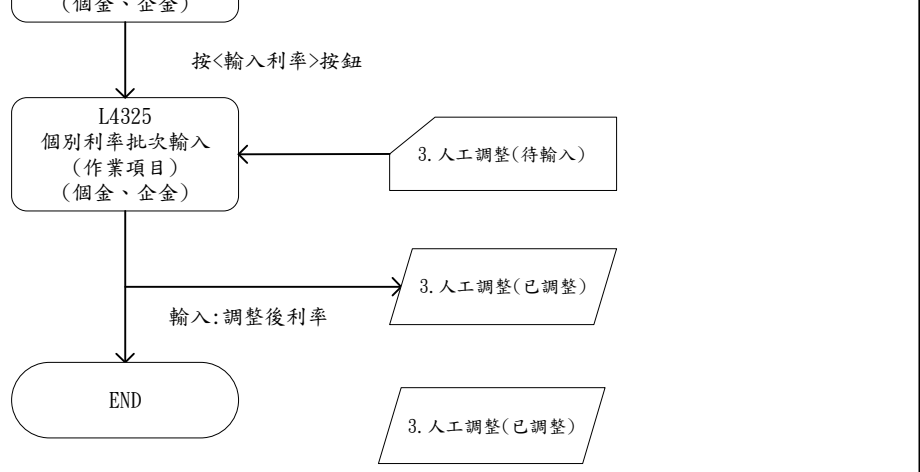 (個金、企金)
按<輸入利率>按鈕
L4325
個別利率批次輸入
(作業項目)
(個金、企金)
3.人工調整(待輸入)
3.人工調整(已調整)
輸入:調整後利率
END
3.人工調整(已調整)